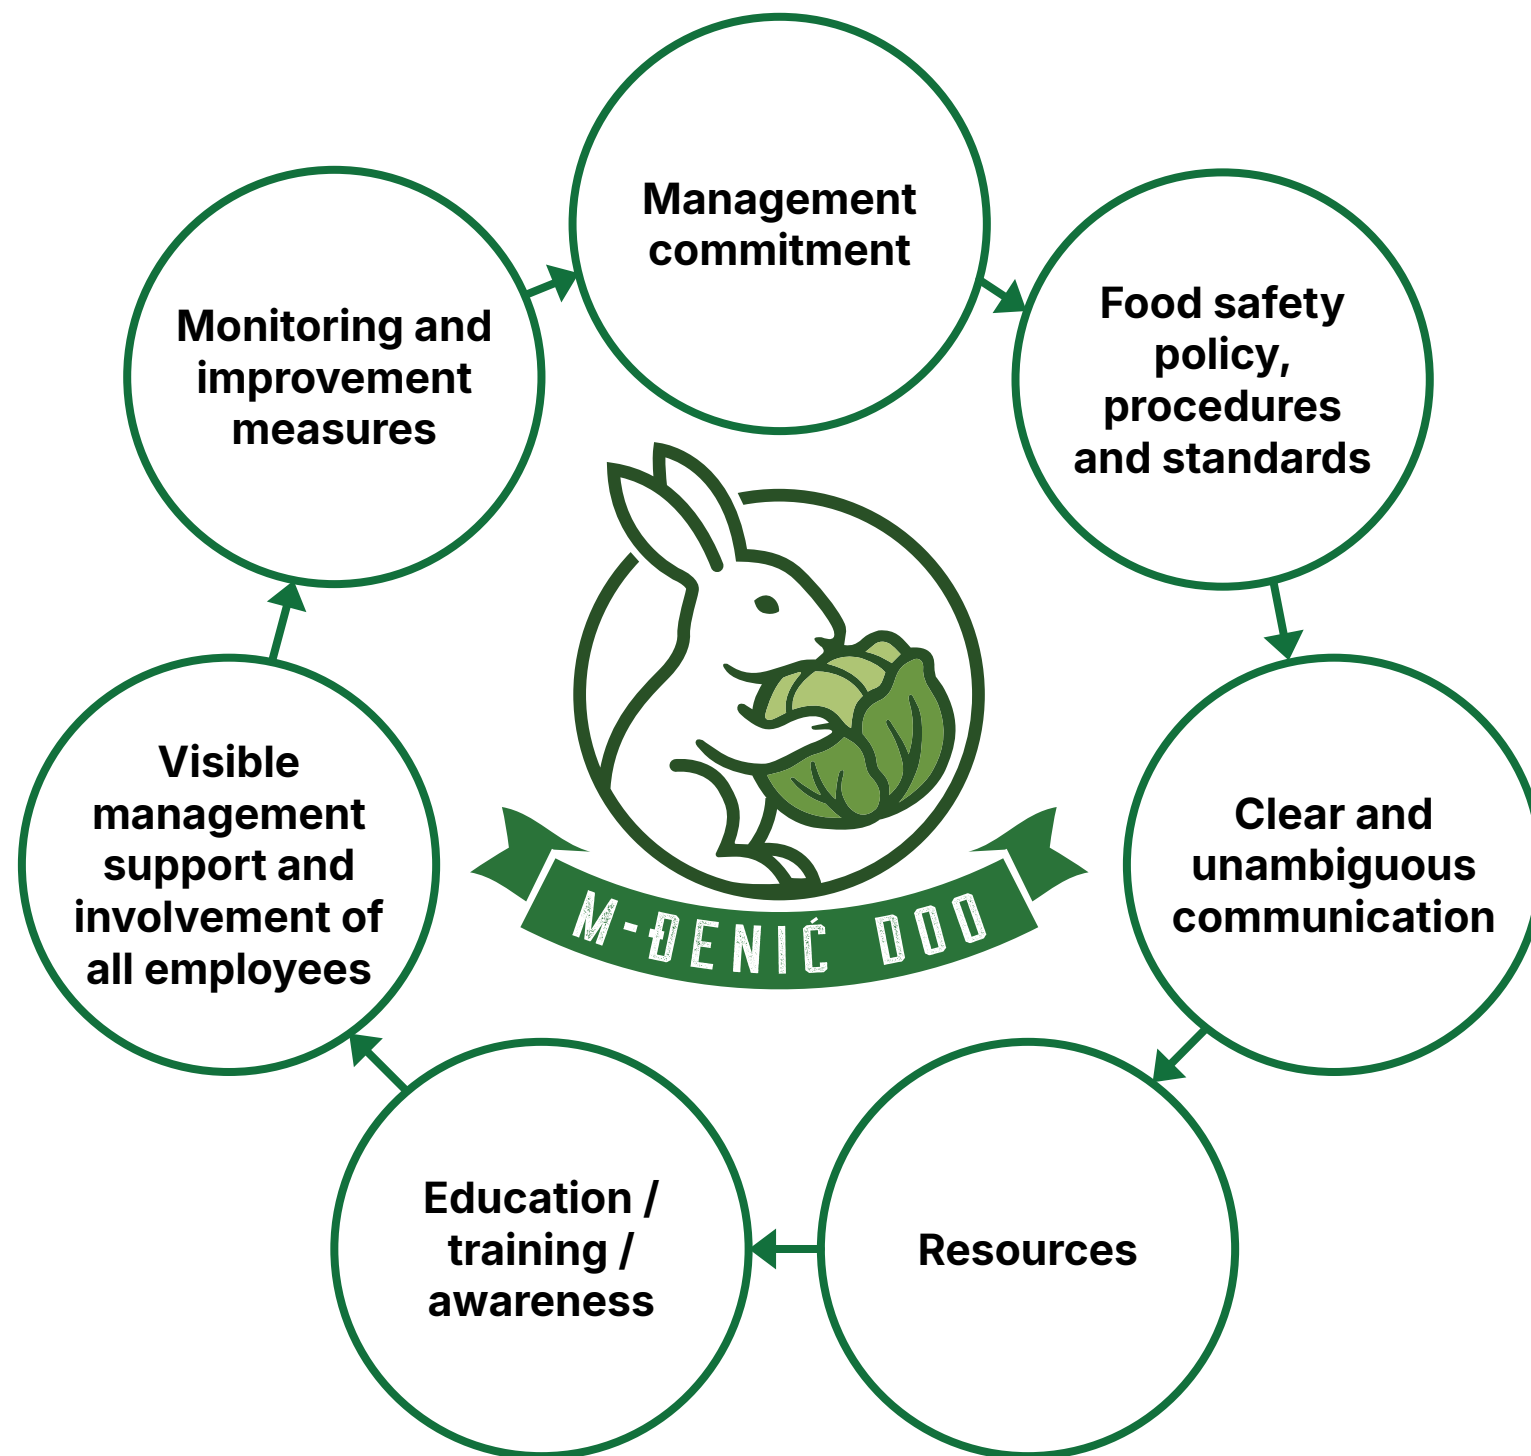 Management
commitment
Food safety
policy,
procedures
and standards
Clear and
unambiguous
communication
Resources
Education /
training /
awareness
Visible
management
support and
involvement of
all employees
Monitoring and
improvement
measures
M-ĐENIĆ DOO